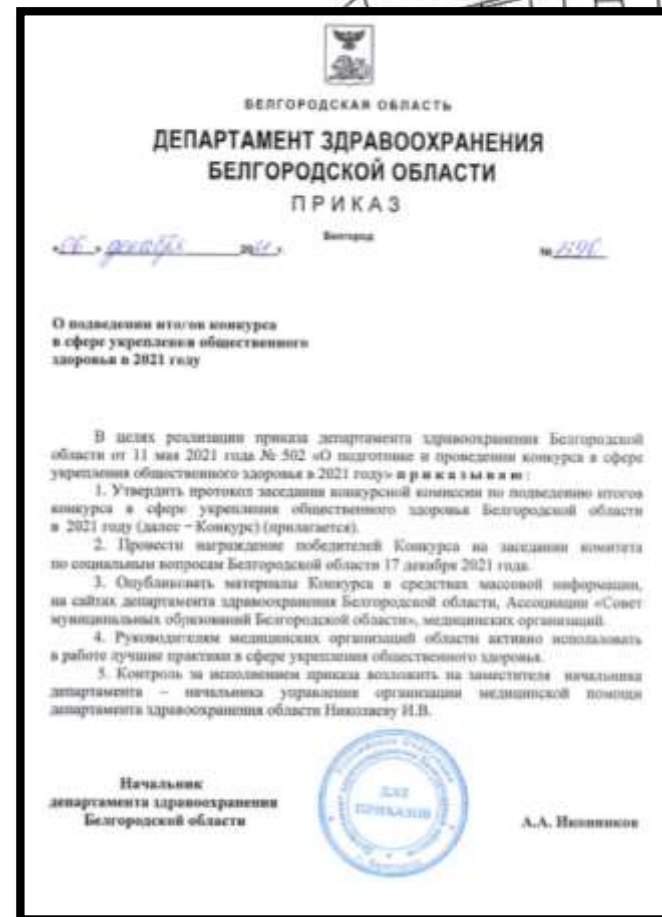 БЕЛГОРОДСКАЯ ОБЛАСТЬ
ДЕПАРТАМЕНТ ЗДРАВООХРАНЕНИЯ
БЕЛГОРОДСКОЙ ОБЛАСТИ
ПРИКАЗ
Белгород
«06» декабря 2021 г. №
О подведении итогов конкурса
в сфере укрепления общественного
здоровья в 2021 году
В целях реализации приказа департамента здравоохранения Белгородской
области от 11 мая 2021 года № 502 «О подготовке и проведении конкурса в сфере
укрепления общественного здоровья в 2021 году» приказываю:
1. Утвердить протокол заседания конкурсной комиссии по подведению итогов
конкурса в сфере укрепления общественного здоровья Белгородской области
в 2021 году (далее – Конкурс) (прилагается).
2. Провести награждение победителей Конкурса на заседании комитета
по социальным вопросам Белгородской области 17 декабря 2021 года.
3. Опубликовать материалы Конкурса в средствах массовой информации,
на сайтах департамента здравоохранения Белгородской области, Ассоциации «Совет
муниципальных образований Белгородской области», медицинских организаций.
4. Руководителям медицинских организаций области активно использовать
в работе лучшие практики в сфере укрепления общественного здоровья.
5. Контроль за исполнением приказа возложить на заместителя начальника
департамента – начальника управления организации медицинской помощи
департамента здравоохранения области Николаеву И.В.
Начальник
департамента здравоохранения
Белгородской области
ДЛЯ
ПРИКАЗОВ
А.А. Иконников